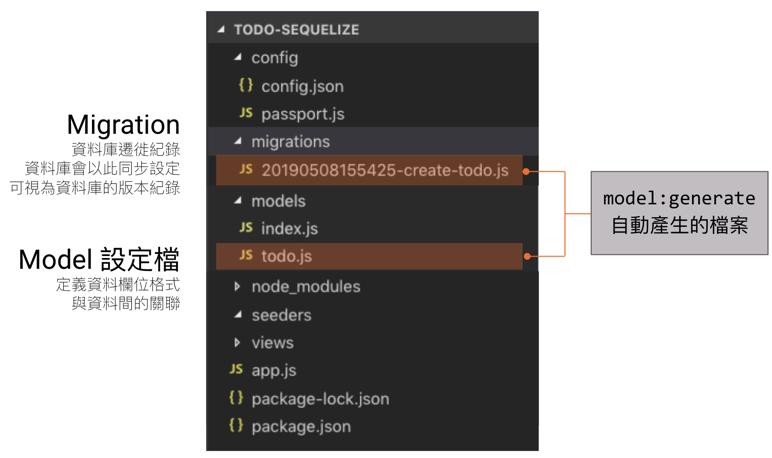 TODO-SEQUELIZE
config
{ } config.json
JS passport.js
Migration
資料庫遷徙紀錄
資料庫會以此同步設定
可視為資料庫的版本紀錄
migrations
JS 20190508155425-create-todo.js
models
JS index.js
JS todo.js
model:generate
自動產生的檔案
Model 設定檔
定義資料欄位格式
與資料間的關聯
node_modules
seeders
views
JS app.js
{ } package-lock.json
{ } package.json